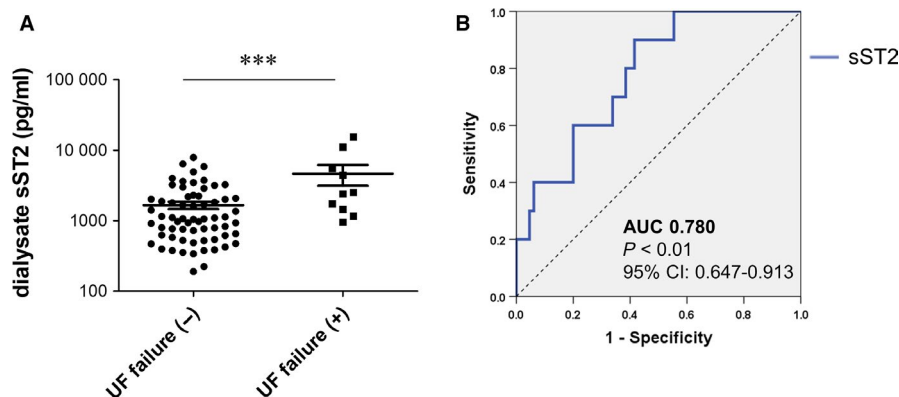 A
***
dialysate sST2 (pg/ml)
100 000
10 000
1000
100
UF failure (−)
UF failure (+)
B
sST2
Sensitivity
1.0
0.8
0.6
0.4
0.2
0.0
AUC 0.780
P < 0.01
95% CI: 0.647-0.913
0.0 0.2 0.4 0.6 0.8 1.0
1 - Specificity